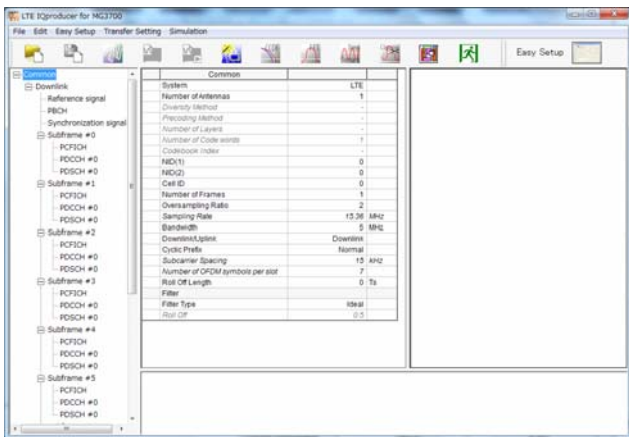 LTE IQproducer for MG3700
File Edit Easy Setup Transfer Setting Simulation
Easy Setup
Common
Downlink
Reference signal
PBCH
Synchronization signal
Subframe #0
PCFICH
PDCCH #0
PDSCH #0
Subframe #1
PCFICH
PDCCH #0
PDSCH #0
Subframe #2
PCFICH
PDCCH #0
PDSCH #0
Subframe #3
PCFICH
PDCCH #0
PDSCH #0
Subframe #4
PCFICH
PDCCH #0
PDSCH #0
Subframe #5
PCFICH
PDCCH #0
PDSCH #0
Common
System LTE
Number of Antennas 1
Diversity Method -
Precoding Method -
Number of Layers -
Number of Code words 1
Codebook Index -
NID(1) 0
NID(2) 0
Cell ID 0
Number of Frames 1
Oversampling Ratio 2
Sampling Rate 15.36 MHz
Bandwidth 5 MHz
Downlink/Uplink Downlink
Cyclic Prefix Normal
Subcarrier Spacing 15 kHz
Number of OFDM symbols per slot 7
Roll Off Length 0 Ts
Filter
Filter Type Ideal
Roll Off 0.5